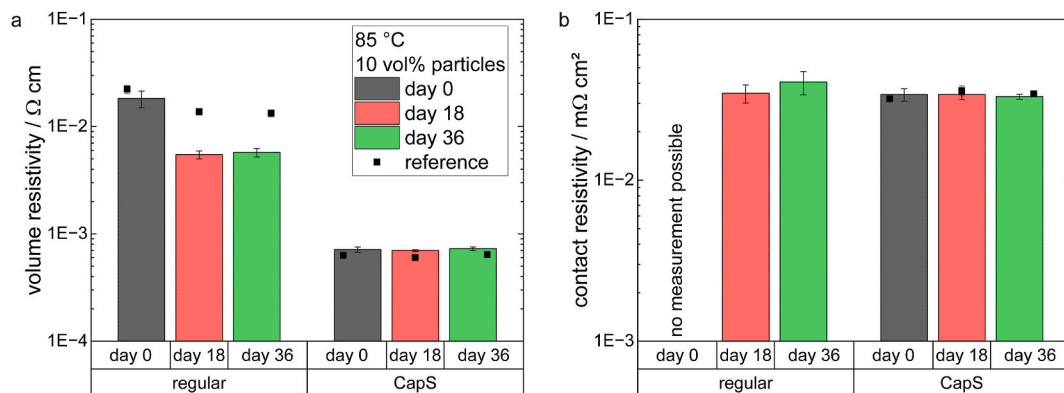 a
1E−1
1E−2
1E−3
1E−4
volume resistivity / Ω cm
85 °C
10 vol% particles
day 0
day 18
day 36
reference
day 0 day 18 day 36 day 0 day 18 day 36
regular CapS
b
1E−1
1E−2
1E−3
contact resistivity / mΩ cm²
no measurement possible
day 0 day 18 day 36 day 0 day 18 day 36
regular CapS